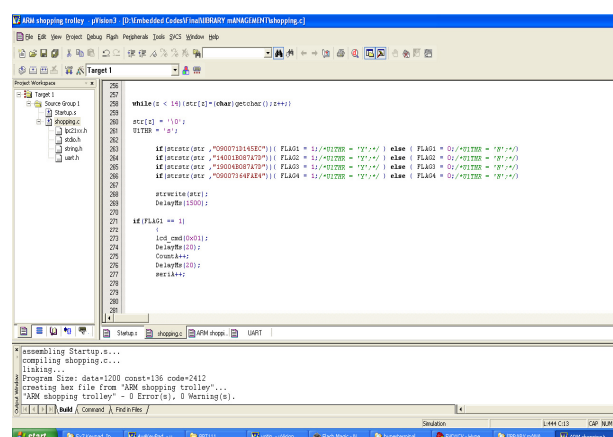 ARM shopping trolley - µVision3 - [D:\Embedded Codes\Final\LIBRARY mANAGEMENT\shopping.c]
File Edit View Project Debug Flash Peripherals Tools SVCS Window Help
Target 1
Project Workspace
Target 1
Source Group 1
Startup.s
shopping.c
lpc21xx.h
stdio.h
string.h
uart.h
256
257
258 while(z < 14){str[z]=(char)getchar();z++;}
259
260 str[z] = '\0';
261 U1THR = 's';
262
263 if(strstr(str ,"090071D145EC")){ FLAG1 = 1;/*U1THR = 'Y';*/ } else { FLAG1 = 0;/*U1THR = 'N';*/}
264 if(strstr(str ,"14001B087A7D")){ FLAG2 = 1;/*U1THR = 'Y';*/ } else { FLAG2 = 0;/*U1THR = 'N';*/}
265 if(strstr(str ,"19004B087A7D")){ FLAG3 = 1;/*U1THR = 'Y';*/ } else { FLAG3 = 0;/*U1THR = 'N';*/}
266 if(strstr(str ,"09007364FAE4")){ FLAG4 = 1;/*U1THR = 'Y';*/ } else { FLAG4 = 0;/*U1THR = 'N';*/}
267
268 strwrite(str);
269 DelayMs(1500);
270
271 if(FLAG1 == 1)
272 {
273 lcd_cmd(0x01);
274 DelayMs(20);
275 CountA++;
276 DelayMs(20);
277 seriA++;
278
279
280
281
Startup.s shopping.c ARM shoppi... UART
assembling Startup.s...
compiling shopping.c...
linking...
Program Size: data=1200 const=136 code=2412
creating hex file from "ARM shopping trolley"...
"ARM shopping trolley" - 0 Error(s), 0 Warning(s).
Output Window
Build Command Find in Files
Simulation L:444 C:13 CAP NUM
start